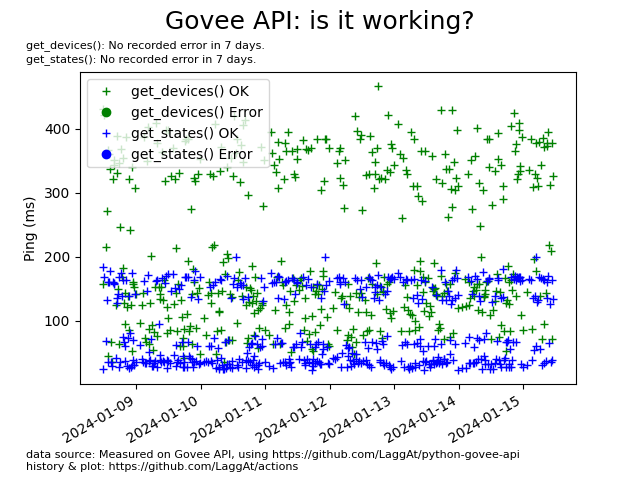 Govee API: is it working?
get_devices(): No recorded error in 7 days.
get_states(): No recorded error in 7 days.
get_devices() OK
get_devices() Error
get_states() OK
get_states() Error
Ping (ms)
400
300
200
100
2024-01-09
2024-01-10
2024-01-11
2024-01-12
2024-01-13
2024-01-14
2024-01-15
data source: Measured on Govee API, using https://github.com/LaggAt/python-govee-api
history & plot: https://github.com/LaggAt/actions